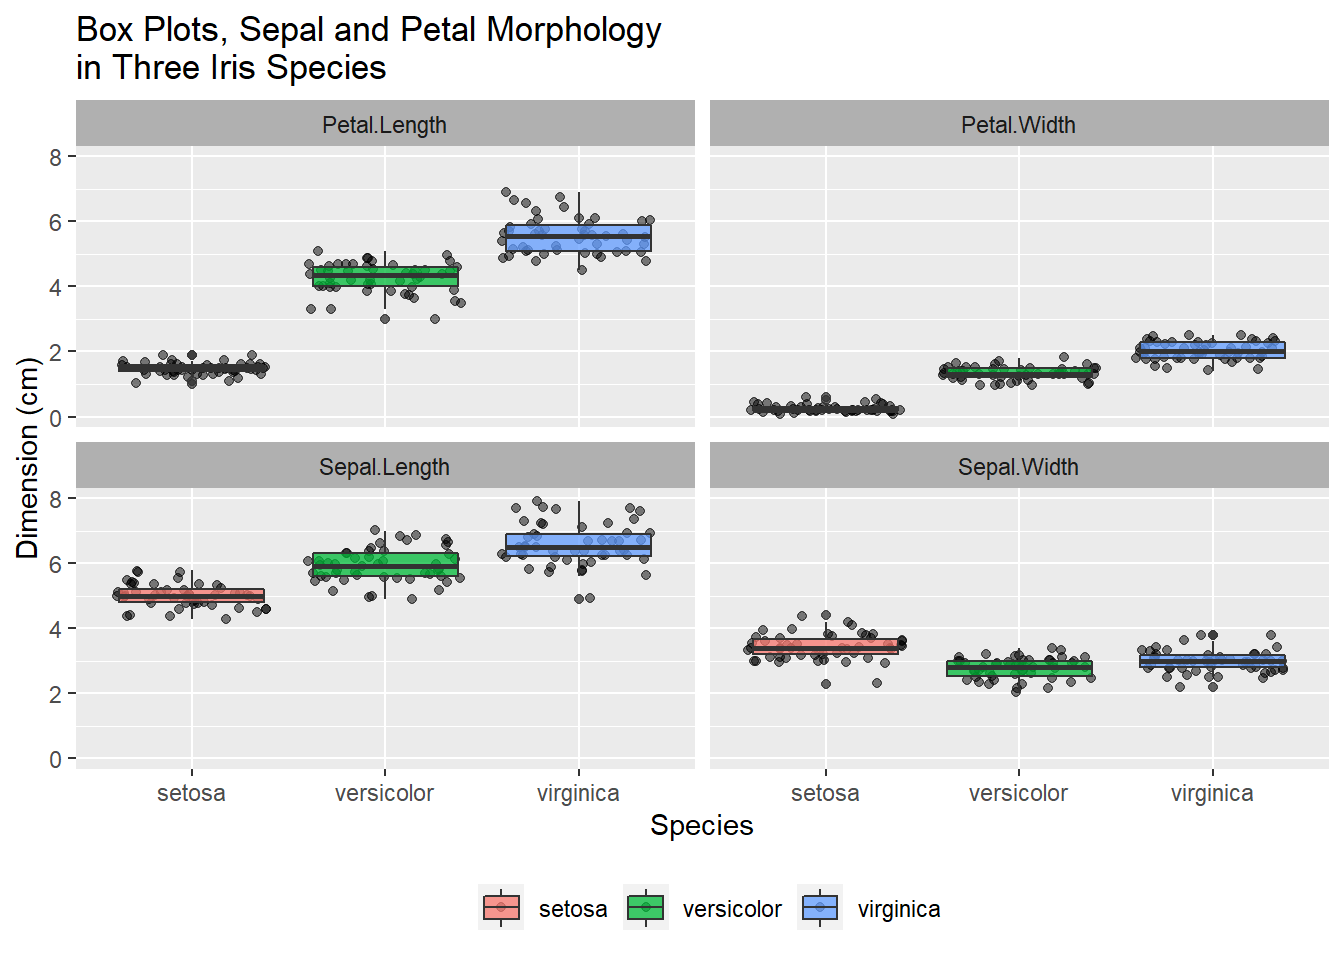 Box Plots, Sepal and Petal Morphology
in Three Iris Species
Petal.Length
Petal.Width
8
6
4
2
0
Sepal.Length
Sepal.Width
8
6
4
2
0
Dimension (cm)
setosa
versicolor
virginica
setosa
versicolor
virginica
Species
setosa
versicolor
virginica